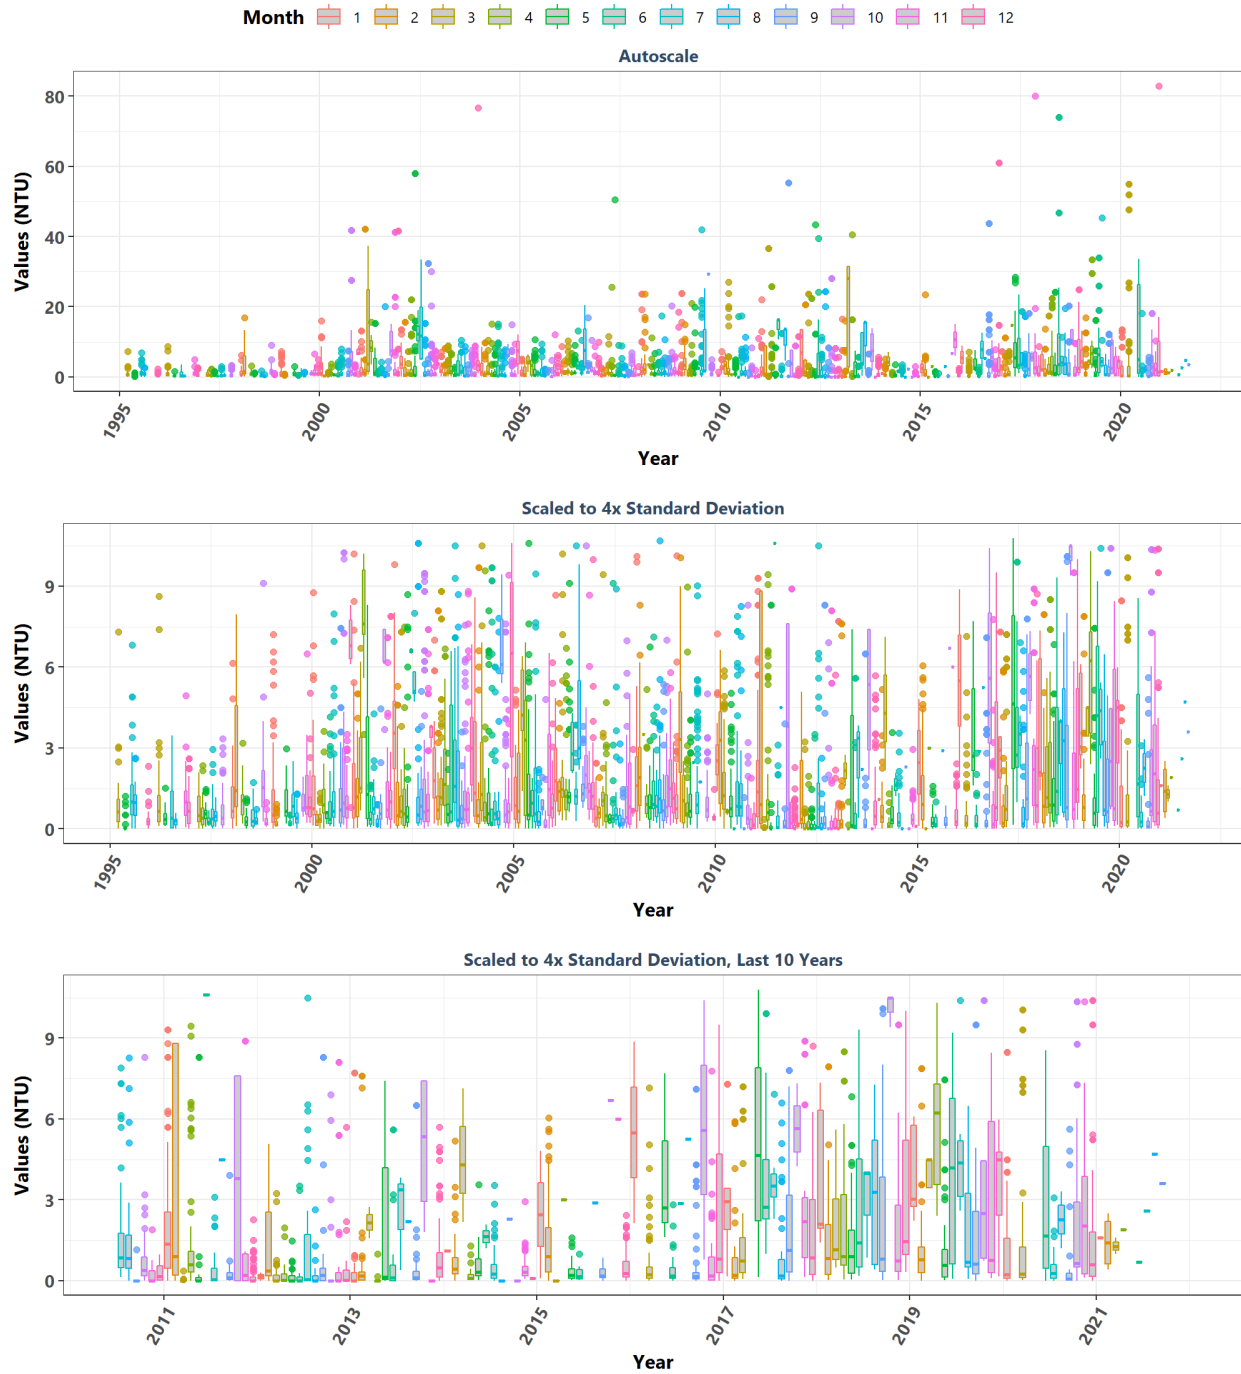 Month 1 2 3 4 5 6 7 8 9 10 11 12
Autoscale
80
60
40
20
0
Values (NTU)
1995 2000 2005 2010 2015 2020
Year
Scaled to 4x Standard Deviation
9
6
3
0
Values (NTU)
1995 2000 2005 2010 2015 2020
Year
Scaled to 4x Standard Deviation, Last 10 Years
9
6
3
0
Values (NTU)
2011 2013 2015 2017 2019 2021
Year